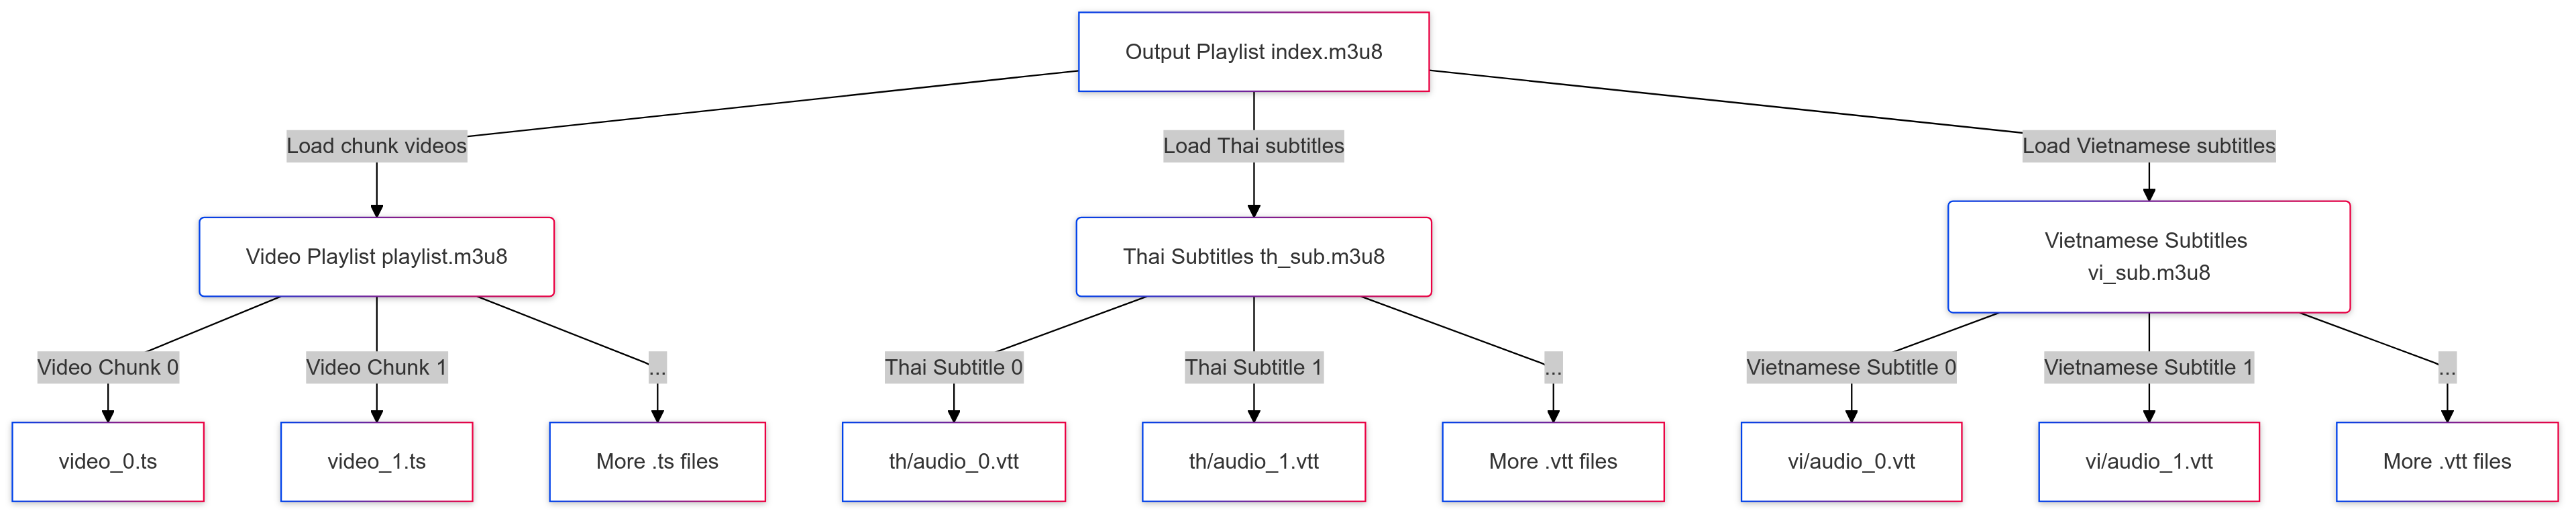 Output Playlist index.m3u8
Load chunk videos
Load Thai subtitles
Load Vietnamese subtitles
Video Playlist playlist.m3u8
Thai Subtitles th_sub.m3u8
Vietnamese Subtitles
vi_sub.m3u8
Video Chunk 0
Video Chunk 1
...
Thai Subtitle 0
Thai Subtitle 1
...
Vietnamese Subtitle 0
Vietnamese Subtitle 1
...
video_0.ts
video_1.ts
More .ts files
th/audio_0.vtt
th/audio_1.vtt
More .vtt files
vi/audio_0.vtt
vi/audio_1.vtt
More .vtt files